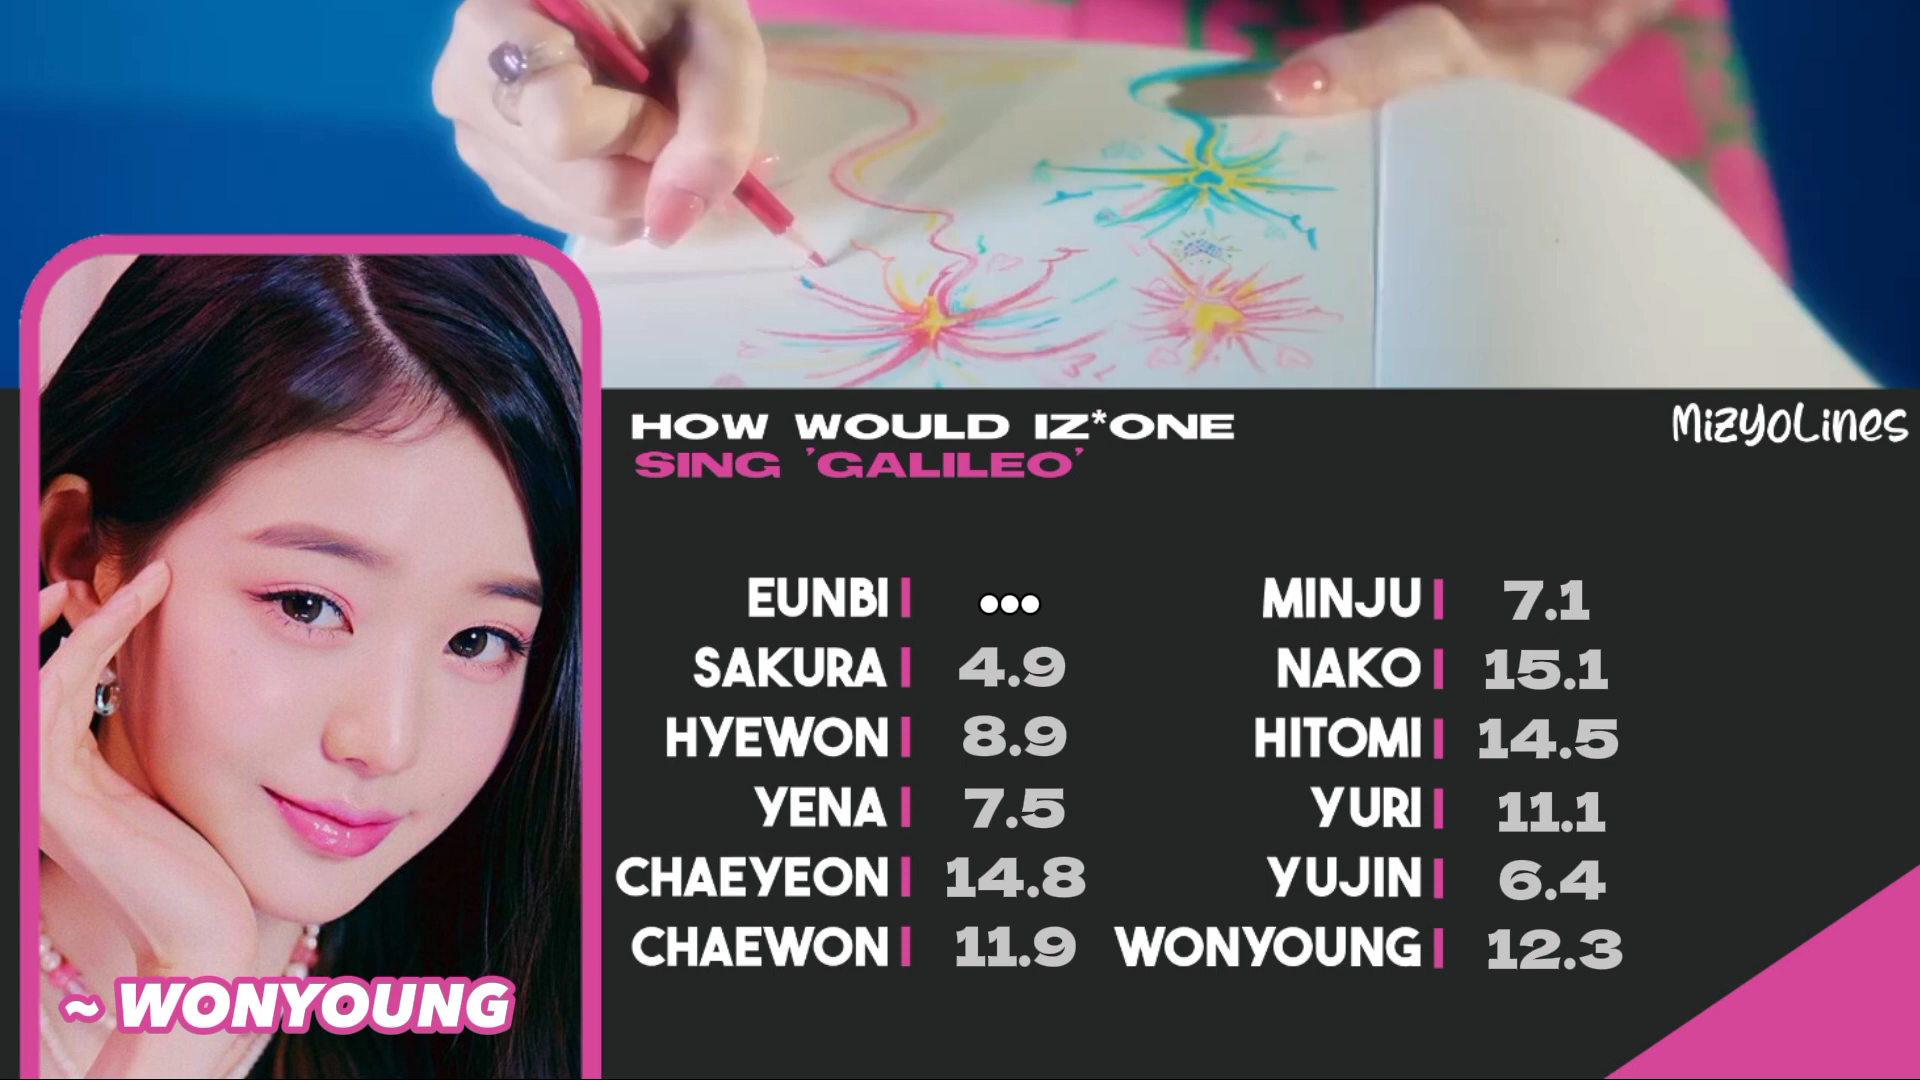 HOW WOULD IZ*ONE
SING 'GALILEO'
MizyoLines
EUNBI | •••
SAKURA | 4.9
HYEWON | 8.9
YENA | 7.5
CHAEYEON | 14.8
CHAEWON | 11.9
MINJU | 7.1
NAKO | 15.1
HITOMI | 14.5
YURI | 11.1
YUJIN | 6.4
WONYOUNG | 12.3
~ WONYOUNG